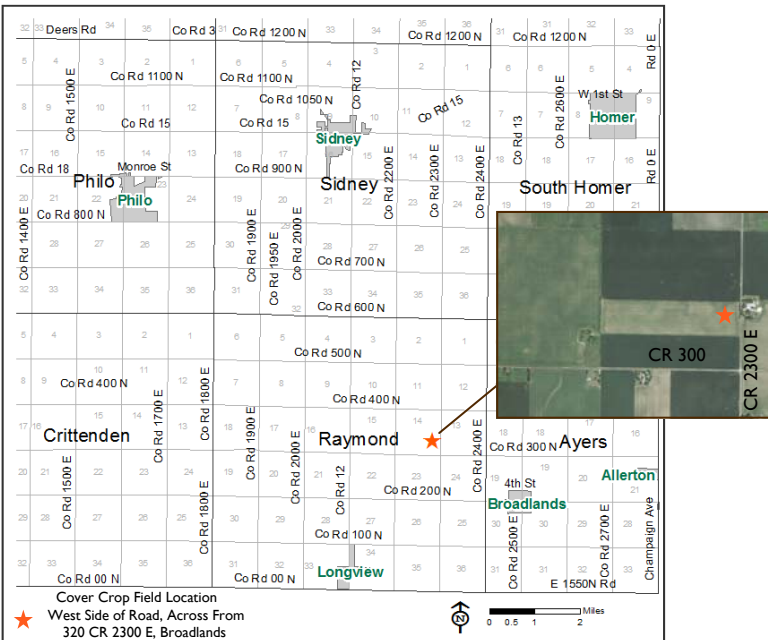 32 33 Deers Rd Co Rd 3 31 Co Rd 1200 N 33 34 35 Co Rd 1200 N 31 Co Rd 1200 N 33 Rd 0 E
Co Rd 1100 N Co Rd 1100 N Co Rd 12
Co Rd 1500 E Co Rd 1050 N Co Rd 15 Co Rd 2600 E W 1st St
Co Rd 15 Co Rd 15 Sidney Co Rd 13 Homer
Co Rd 18 Monroe St Co Rd 900 N Co Rd 2200 E Co Rd 2300 E Co Rd 2400 E Rd 0 E
Philo Sidney South Homer
Philo
Co Rd 800 N
Co Rd 1400 E Co Rd 1900 E Co Rd 1950 E Co Rd 2000 E
Co Rd 700 N
Co Rd 600 N
Co Rd 500 N
CR 300 CR 2300 E
Co Rd 400 N Co Rd 1700 E Co Rd 1800 E Co Rd 400 N
Crittenden Co Rd 1900 E Raymond Co Rd 2400 E Co Rd 300 N Ayers
Co Rd 1500 E Co Rd 1800 E Co Rd 2000 E Co Rd 12 Co Rd 200 N 4th St Allerton
Broadlands
Co Rd 100 N Co Rd 2500 E Co Rd 2700 E Champaign Ave
Co Rd 00 N Co Rd 00 N Longview E 1550N Rd
Cover Crop Field Location
West Side of Road, Across From
320 CR 2300 E, Broadlands
N
Miles
0 0.5 1 2